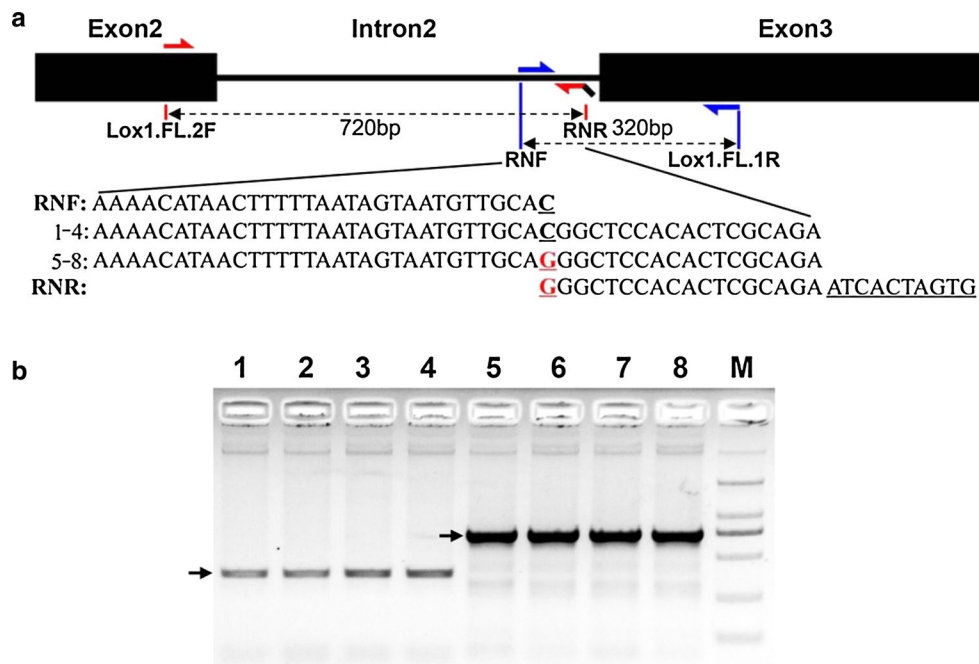 a
Exon2 Intron2 Exon3
Lox1.FL.2F 720bp RNR 320bp
RNF Lox1.FL.1R
RNF: AAAACATAACTTTTTAATAGTAATGTTGCAC
1-4: AAAACATAACTTTTTAATAGTAATGTTGCACGGCTCCACACTCGCAGA
5-8: AAAACATAACTTTTTAATAGTAATGTTGCAGGGCTCCACACTCGCAGA
RNR: GGGCTCCACACTCGCAGA ATCACTAGTG
b
1 2 3 4 5 6 7 8 M